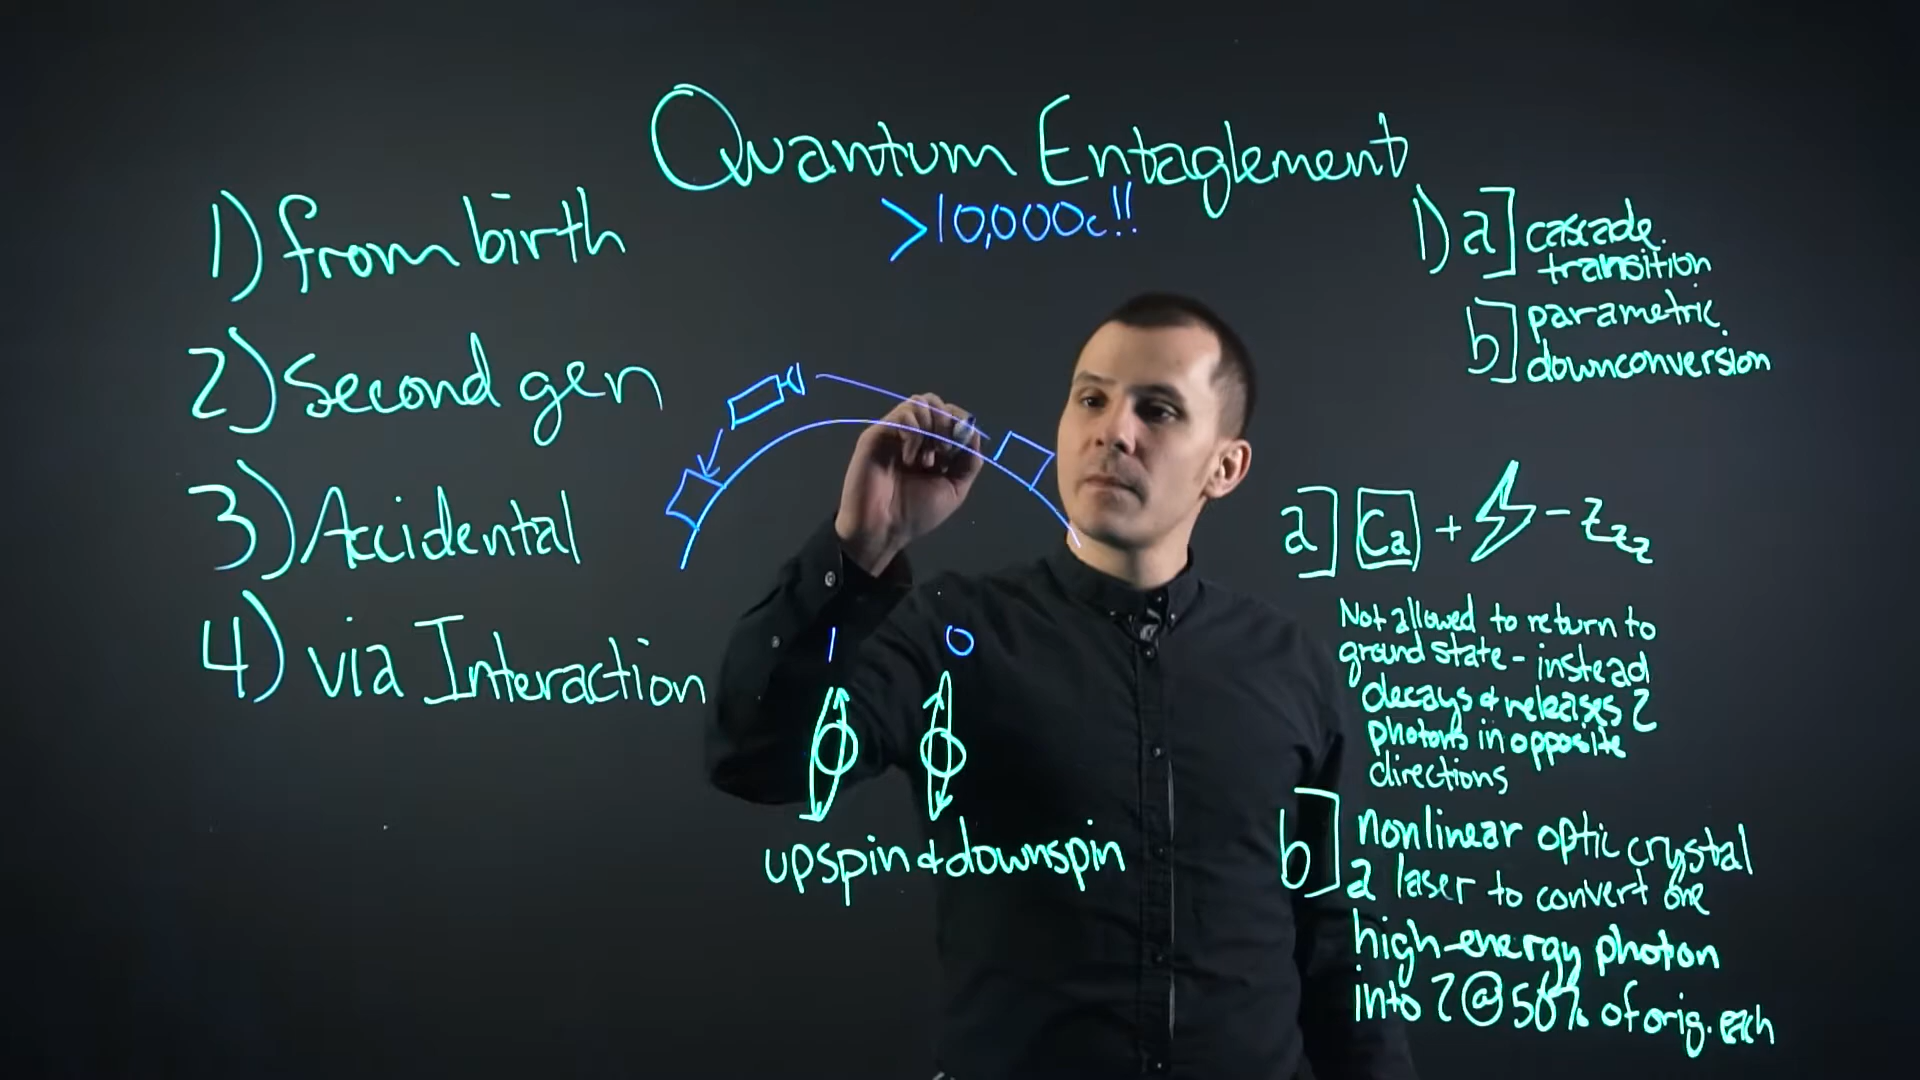 Quantum Entaglement
>10,000c!!
1) from birth
2) Second gen
3) Accidental
4) via Interaction
1 0
upspin & downspin
1) a] cascade
transition
b] parametric
downconversion
a] Ca + - zzz
Not allowed to return to
ground state - instead
decays & releases 2
photons in opposite
directions
b] nonlinear optic crystal
a laser to convert one
high-energy photon
into 2 @ 50% of orig. each